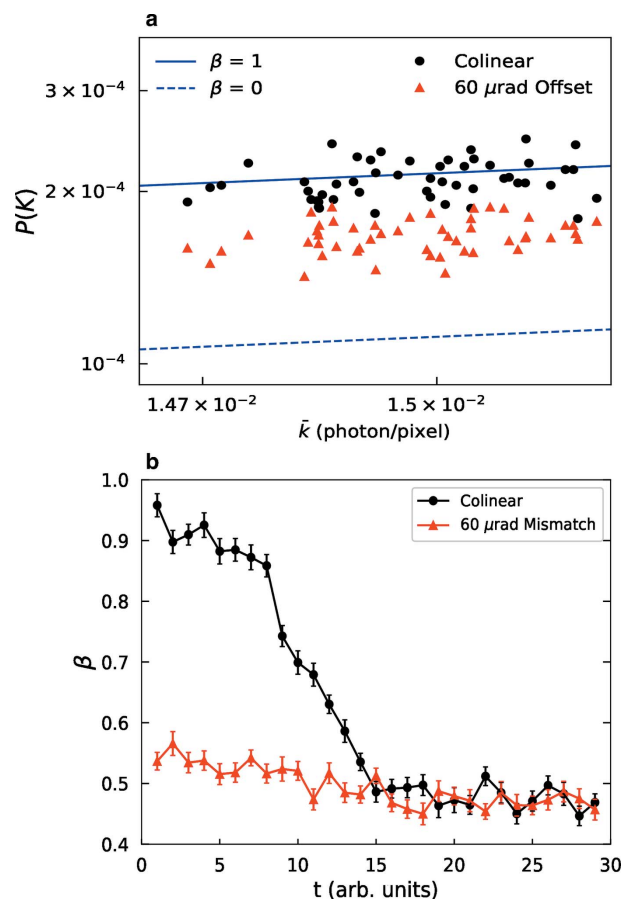 a
β = 1
β = 0
Colinear
60 μrad Offset
3 × 10⁻⁴
2 × 10⁻⁴
10⁻⁴
P(K)
1.47 × 10⁻²
1.5 × 10⁻²
k̄ (photon/pixel)
b
1.0
0.9
0.8
0.7
0.6
0.5
0.4
β
Colinear
60 μrad Mismatch
0
5
10
15
20
25
30
t (arb. units)